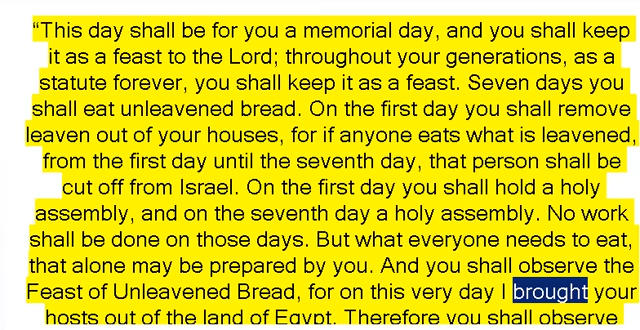 “This day shall be for you a memorial day, and you shall keep
it as a feast to the Lord; throughout your generations, as a
statute forever, you shall keep it as a feast. Seven days you
shall eat unleavened bread. On the first day you shall remove
leaven out of your houses, for if anyone eats what is leavened,
from the first day until the seventh day, that person shall be
cut off from Israel. On the first day you shall hold a holy
assembly, and on the seventh day a holy assembly. No work
shall be done on those days. But what everyone needs to eat,
that alone may be prepared by you. And you shall observe the
Feast of Unleavened Bread, for on this very day I brought your
hosts out of the land of Egypt. Therefore you shall observe